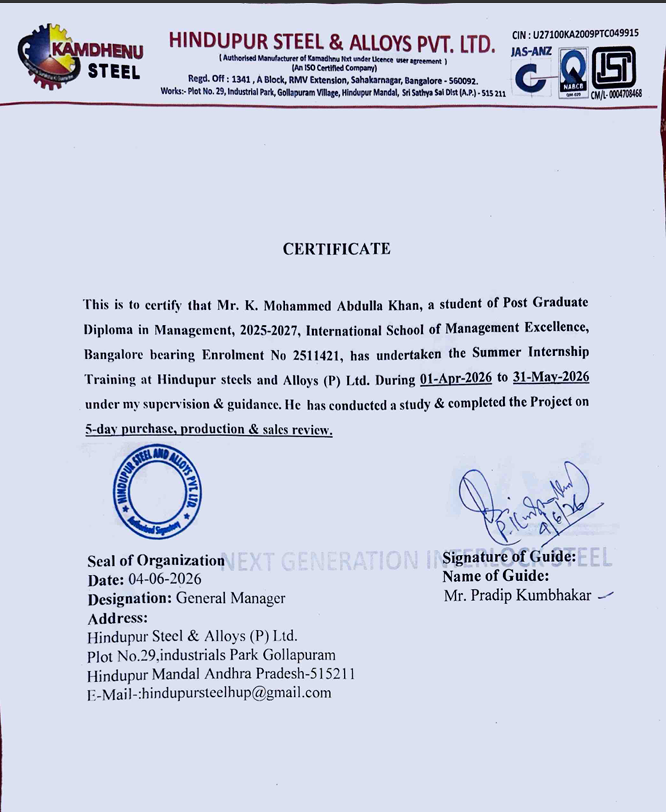 KAMDHENU
STEEL
HINDUPUR STEEL & ALLOYS PVT. LTD.
( Authorised Manufacturer of Kamadhnu Nxt under Licence user agreement )
(An ISO Certified Company)
Regd. Off : 1341 , A Block, RMV Extension, Sahakarnagar, Bangalore - 560092.
Works:- Plot No. 29, Industrial Park, Gollapuram Village, Hindupur Mandal, Sri Sathya Sai Dist (A.P.) - 515 211
CIN : U27100KA2009PTC049915
JAS-ANZ
NABCB
ISI
CM/L- 0004708468
CERTIFICATE
This is to certify that Mr. K. Mohammed Abdulla Khan, a student of Post Graduate
Diploma in Management, 2025-2027, International School of Management Excellence,
Bangalore bearing Enrolment No 2511421, has undertaken the Summer Internship
Training at Hindupur steels and Alloys (P) Ltd. During 01-Apr-2026 to 31-May-2026
under my supervision & guidance. He has conducted a study & completed the Project on
5-day purchase, production & sales review.
HINDUPUR STEEL AND ALLOYS PVT. LTD.
Authorised Signatory
P. Kumbhakar
4/6/26
NEXT GENERATION INTERLOCK STEEL
Seal of Organization
Date: 04-06-2026
Designation: General Manager
Address:
Hindupur Steel & Alloys (P) Ltd.
Plot No.29,industrials Park Gollapuram
Hindupur Mandal Andhra Pradesh-515211
E-Mail-:hindupursteelhup@gmail.com
Signature of Guide:
Name of Guide:
Mr. Pradip Kumbhakar